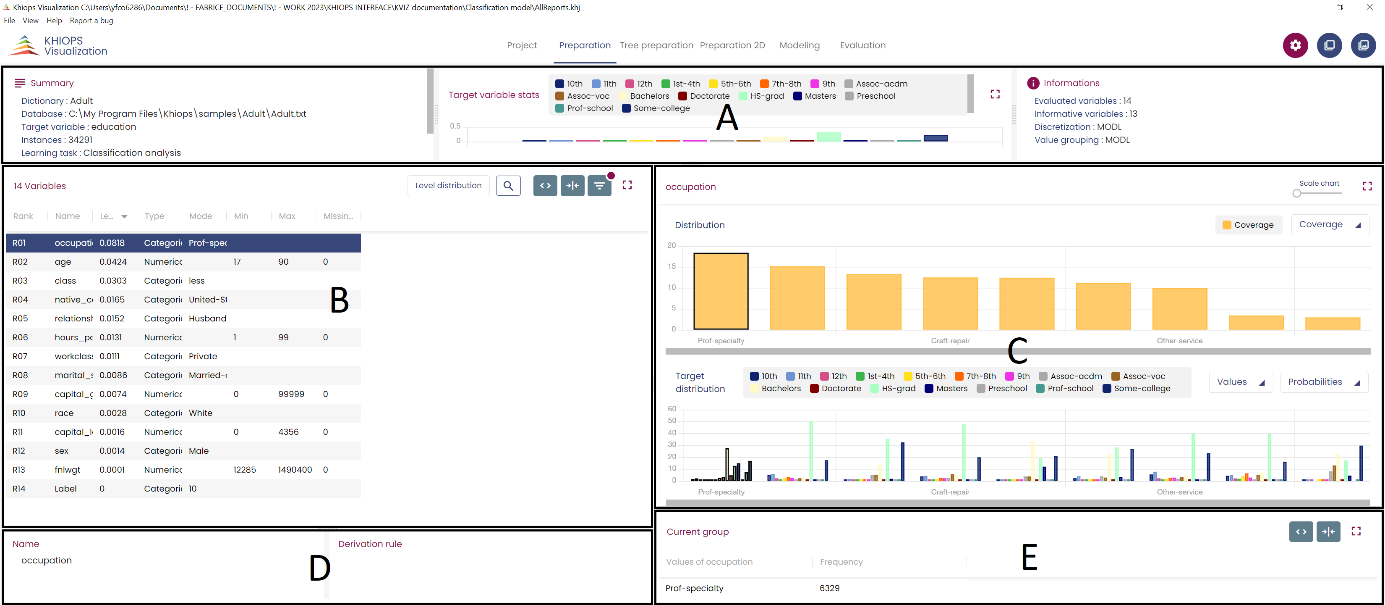 Khiops Visualization C:\Users\yfco6286\Documents\! - FABRICE_DOCUMENTS\! - WORK 2023\KHIOPS INTERFACE\KVIZ documentation\Classification model\AllReports.khj
File View Help Report a bug
KHIOPS
Visualization
Project Preparation Tree preparation Preparation 2D Modeling Evaluation
Summary
Dictionary : Adult
Database : C:\My Program Files\Khiops\samples\Adult\Adult.txt
Target variable : education
Instances : 34291
Learning task : Classification analysis
Target variable stats
10th 11th 12th 1st-4th 5th-6th 7th-8th 9th Assoc-acdm
Assoc-voc Bachelors Doctorate HS-grad Masters Preschool
Prof-school Some-college
0.5
0
A
Informations
Evaluated variables : 14
Informative variables : 13
Discretization : MODL
Value grouping : MODL
14 Variables
Level distribution
Rank Name Le... Type Mode Min Max Missin...
R01 occupati 0.0818 Categori Prof-spec
R02 age 0.0424 Numerica 17 90 0
R03 class 0.0303 Categori less
R04 native_c 0.0165 Categori United-St
R05 relationsh 0.0152 Categori Husband
R06 hours_pe 0.0131 Numerica 1 99 0
R07 workclass 0.0111 Categori Private
R08 marital_s 0.0086 Categori Married-c
R09 capital_g 0.0074 Numerica 0 99999 0
R10 race 0.0028 Categori White
R11 capital_l 0.0016 Numerica 0 4356 0
R12 sex 0.0014 Categori Male
R13 fnlwgt 0.0001 Numerica 12285 1490400 0
R14 Label 0 Categori 10
B
occupation
Scale chart
Distribution
Coverage
Coverage
20
15
10
5
0
Prof-specialty Craft-repair Other-service
C
Target
distribution
10th 11th 12th 1st-4th 5th-6th 7th-8th 9th Assoc-acdm Assoc-voc
Bachelors Doctorate HS-grad Masters Preschool Prof-school Some-college
Values
Probabilities
60
50
40
30
20
10
0
Prof-specialty Craft-repair Other-service
Name
occupation
Derivation rule
D
Current group
Values of occupation Frequency
Prof-specialty 6329
E